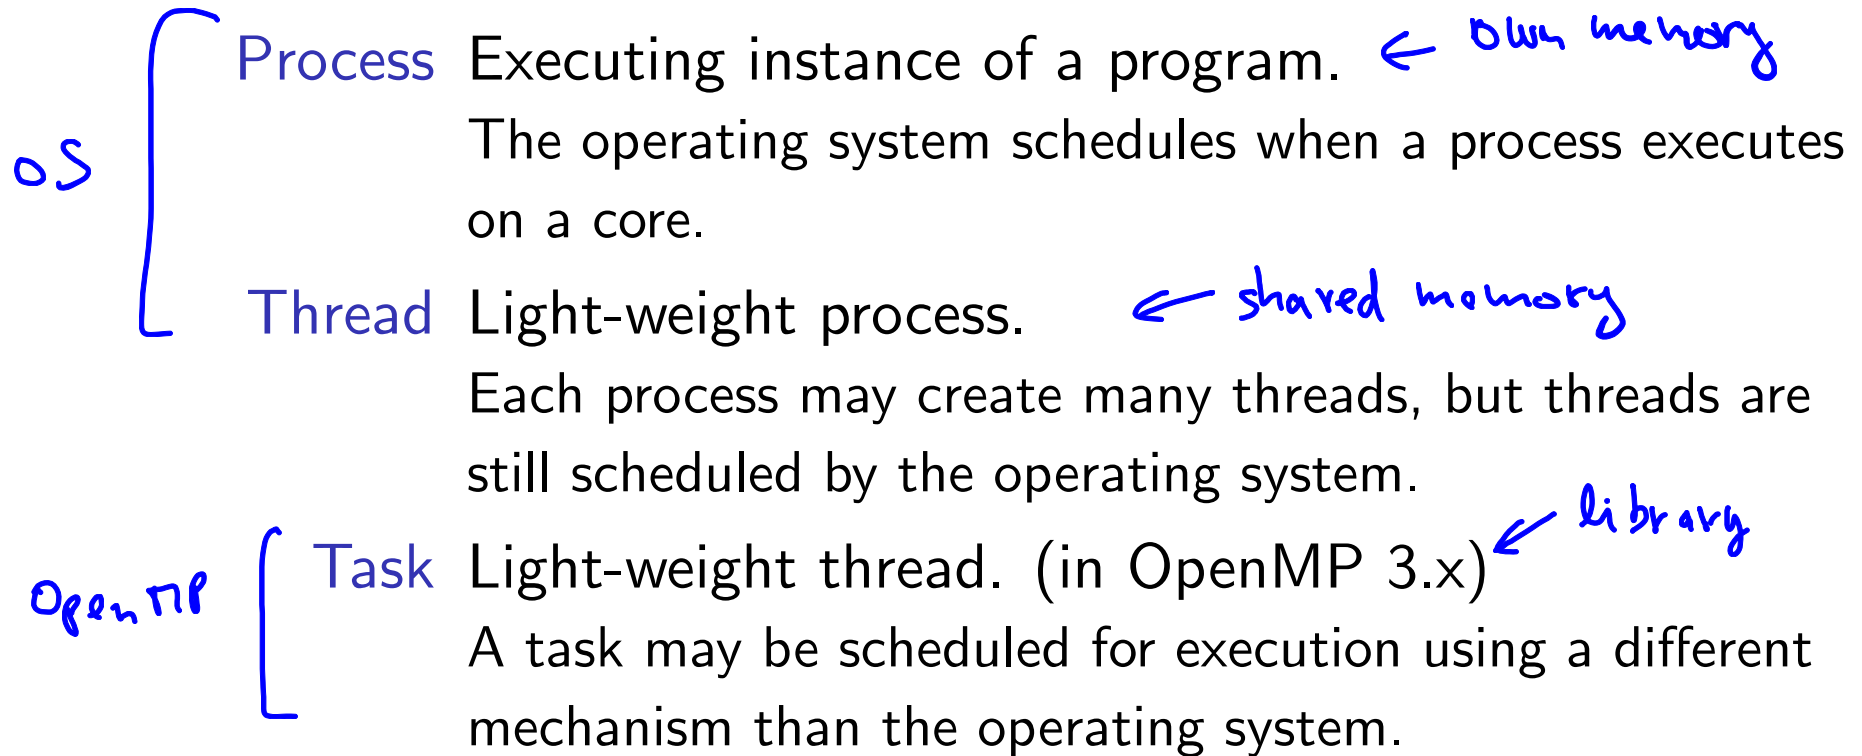 Process Executing instance of a program. ← own memory
The operating system schedules when a process executes
OS
on a core.
Thread Light-weight process. ← shared memory
Each process may create many threads, but threads are
still scheduled by the operating system.
Task Light-weight thread. (in OpenMP 3.x) ← library
OpenMP
A task may be scheduled for execution using a different
mechanism than the operating system.